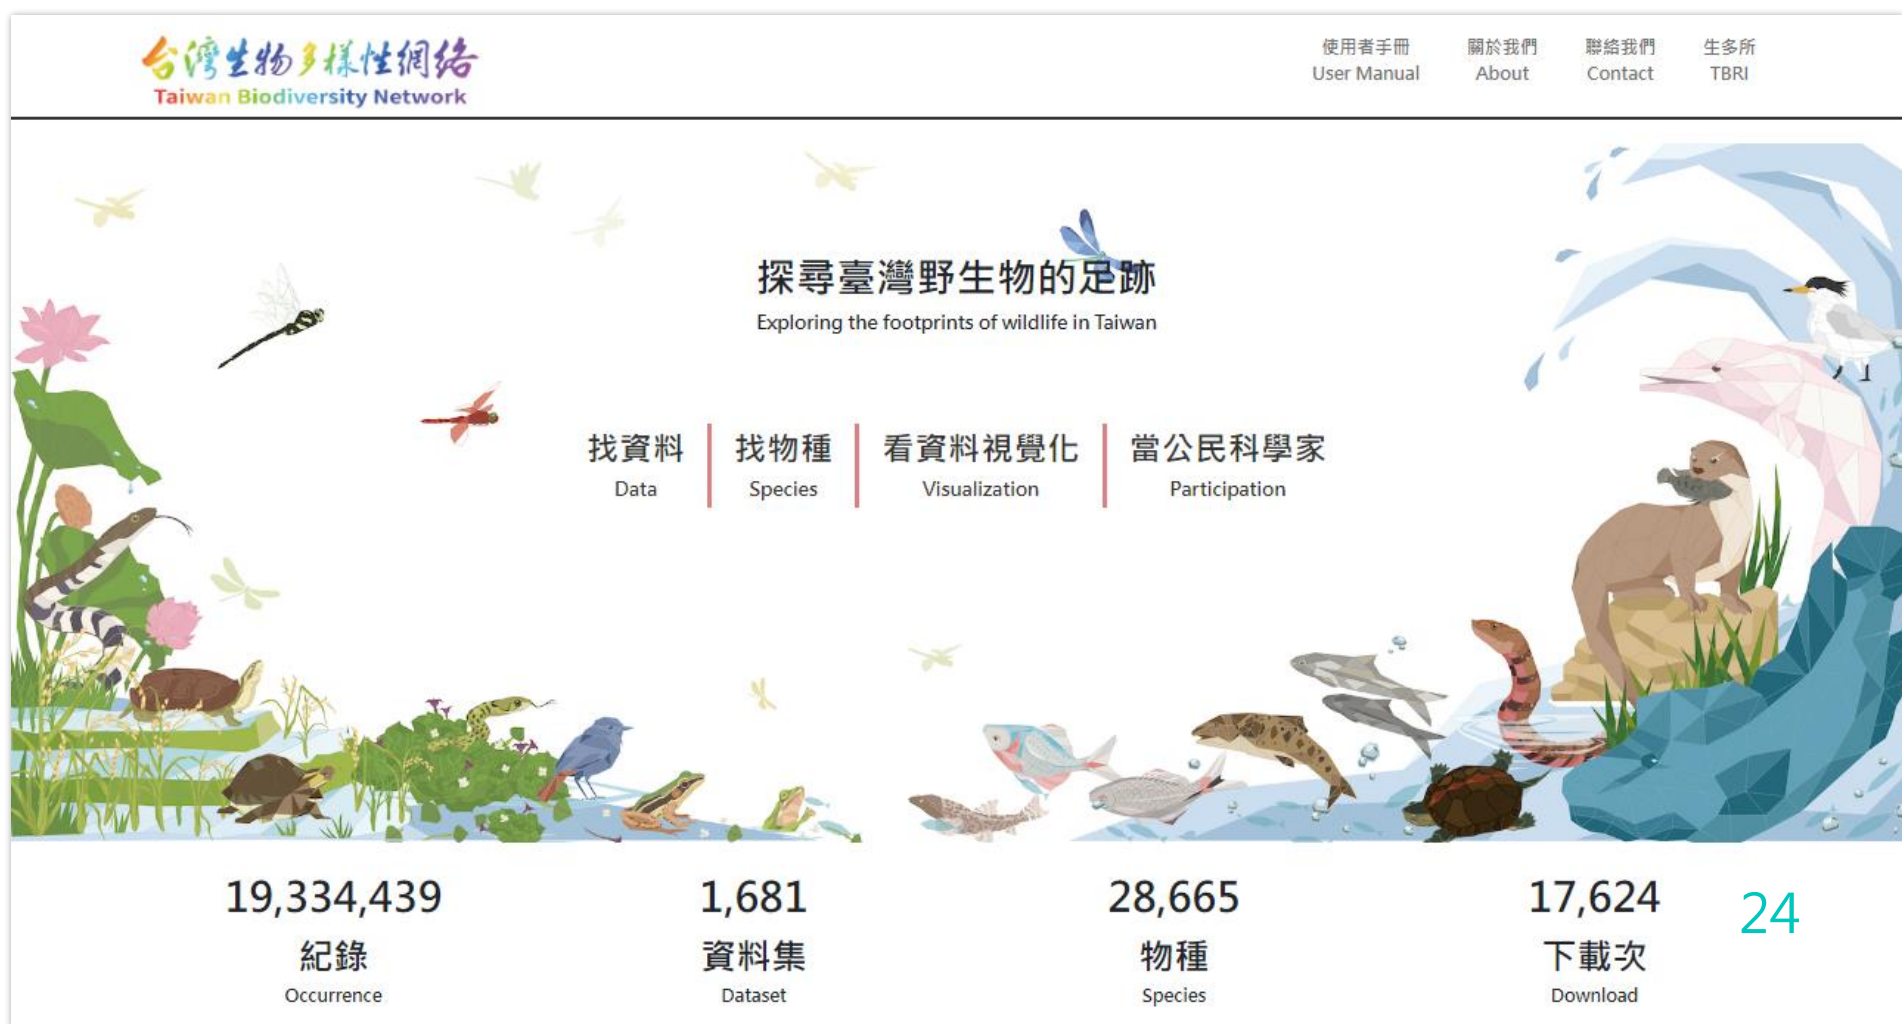 台灣生物多樣性網絡
Taiwan Biodiversity Network
使用者手冊
User Manual
關於我們
About
聯絡我們
Contact
生多所
TBRI
探尋臺灣野生物的足跡
Exploring the footprints of wildlife in Taiwan
找資料
Data
找物種
Species
看資料視覺化
Visualization
當公民科學家
Participation
19,334,439
紀錄
Occurrence
1,681
資料集
Dataset
28,665
物種
Species
17,624
下載次
Download
24